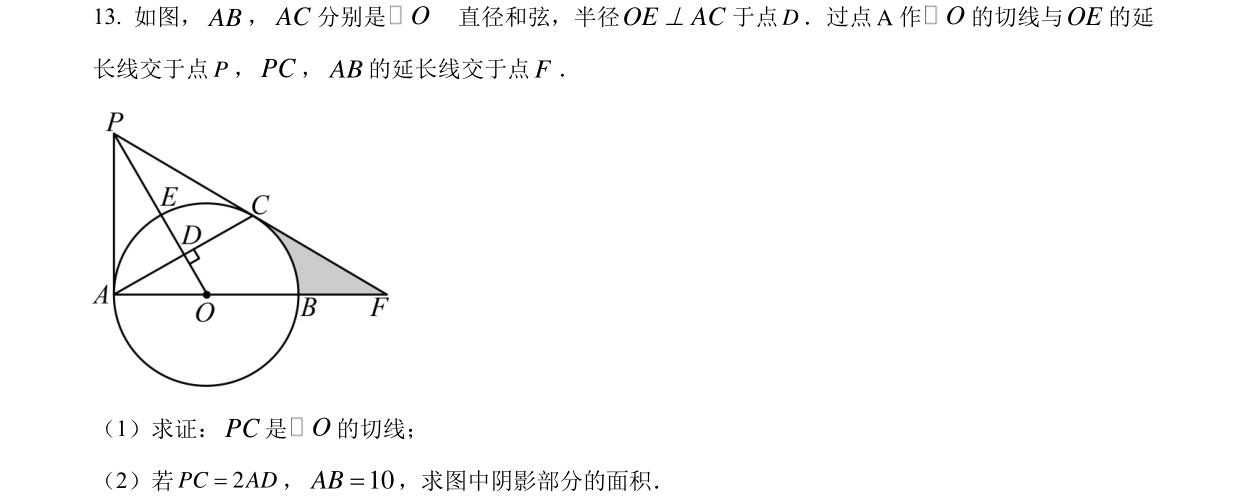 13. 如图， AB ， AC 分别是□ O 直径和弦，半径 OE ⊥ AC 于点 D ．过点 A 作□ O 的切线与 OE 的延
长线交于点 P ， PC ， AB 的延长线交于点 F ．
P
E
C
D
A
O
B
F
（1）求证： PC 是□ O 的切线；
（2）若 PC = 2AD ， AB = 10，求图中阴影部分的面积．